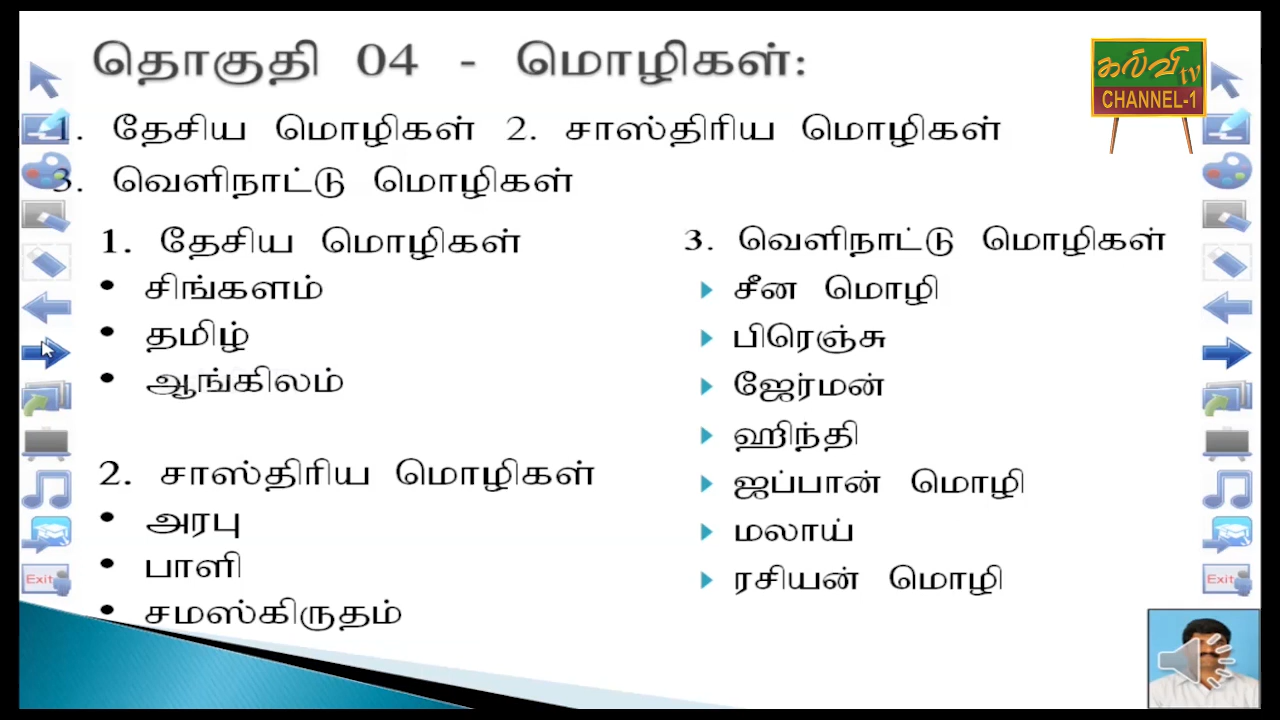 தொகுதி 04 - மொழிகள்:
கல்வி tv
CHANNEL-1
1. தேசிய மொழிகள் 2. சாஸ்திரிய மொழிகள்
3. வெளிநாட்டு மொழிகள்
1. தேசிய மொழிகள்
• சிங்களம்
• தமிழ்
• ஆங்கிலம்
2. சாஸ்திரிய மொழிகள்
• அரபு
• பாளி
• சமஸ்கிருதம்
3. வெளிநாட்டு மொழிகள்
சீன மொழி
பிரெஞ்சு
ஜேர்மன்
ஹிந்தி
ஜப்பான் மொழி
மலாய்
ரசியன் மொழி
Exit
Exit